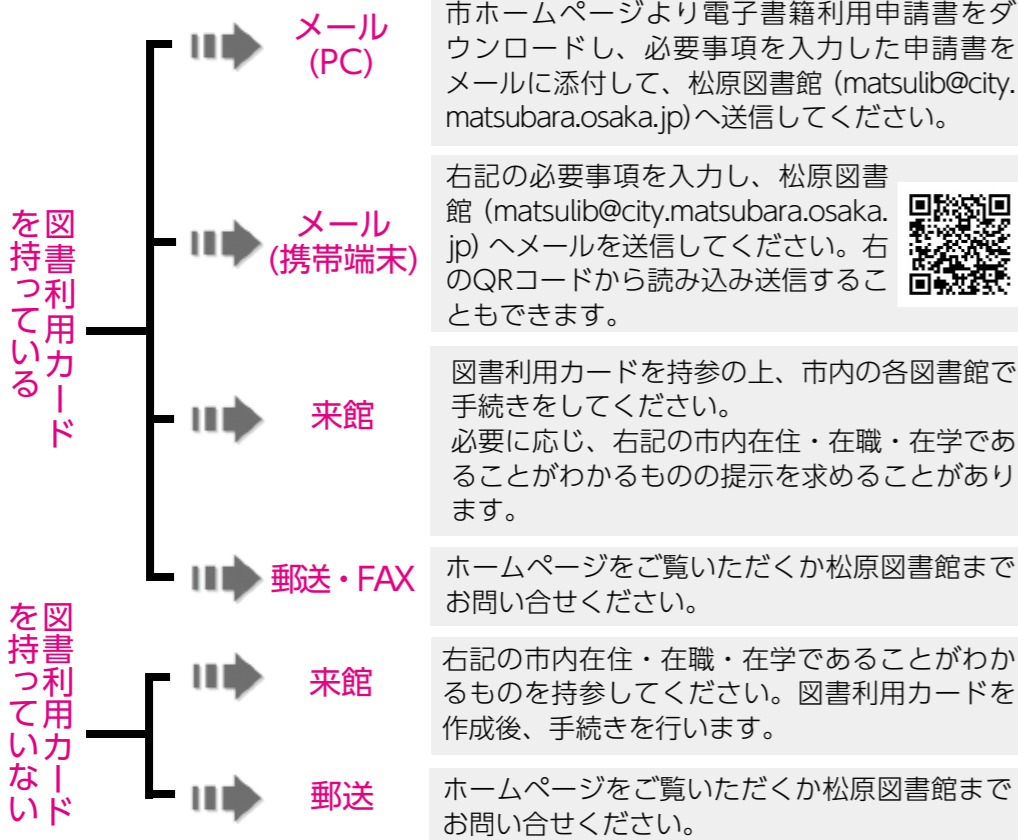 図書利用カード
を持っている
メール
(PC)
市ホームページより電子書籍利用申請書をダ
ウンロードし、必要事項を入力した申請書を
メールに添付して、松原図書館 (matsulib@city.
matsubara.osaka.jp)へ送信してください。
メール
(携帯端末)
右記の必要事項を入力し、松原図書
館 (matsulib@city.matsubara.osaka.
jp) へメールを送信してください。右
のQRコードから読み込み送信するこ
ともできます。
来館
図書利用カードを持参の上、市内の各図書館で
手続きをしてください。
必要に応じ、右記の市内在住・在職・在学であ
ることがわかるものの提示を求めることがあり
ます。
郵送・FAX
ホームページをご覧いただくか松原図書館まで
お問い合せください。
図書利用カード
を持っていない
来館
右記の市内在住・在職・在学であることがわか
るものを持参してください。図書利用カードを
作成後、手続きを行います。
郵送
ホームページをご覧いただくか松原図書館まで
お問い合せください。